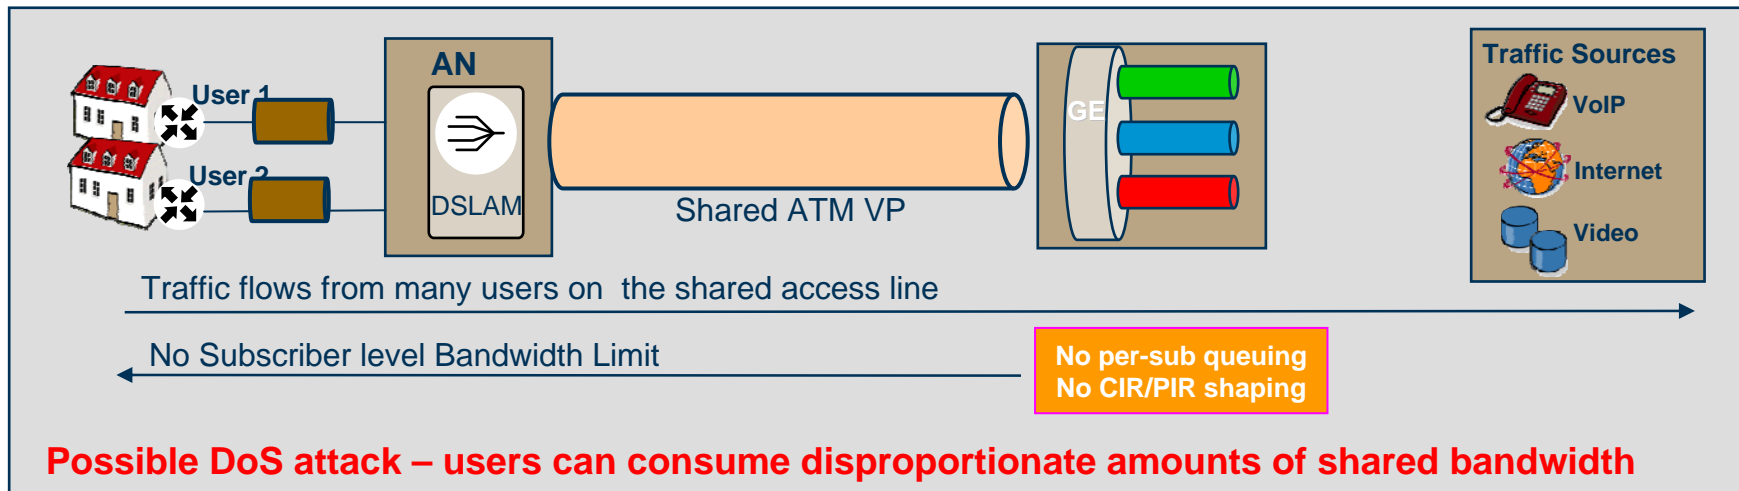 User 1
User 2
AN
DSLAM
Shared ATM VP
GE
Traffic Sources
VoIP
Internet
Video
Traffic flows from many users on the shared access line
No Subscriber level Bandwidth Limit
No per-sub queuing
No CIR/PIR shaping
Possible DoS attack – users can consume disproportionate amounts of shared bandwidth